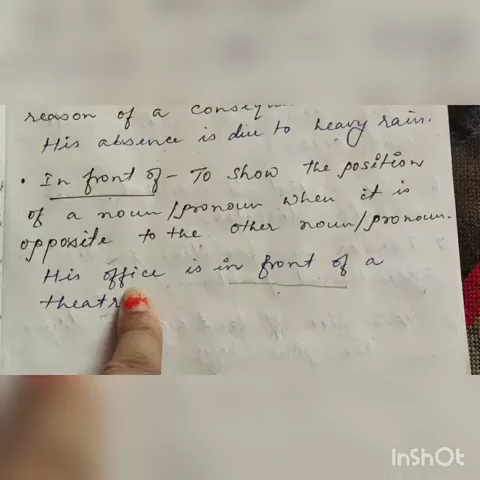 reason of a
His absence is due to heavy rain.
• In front of - To show the position
of a noun/pronoun when it is
opposite to the other noun/pronoun.
His office is in front of a
InShOt